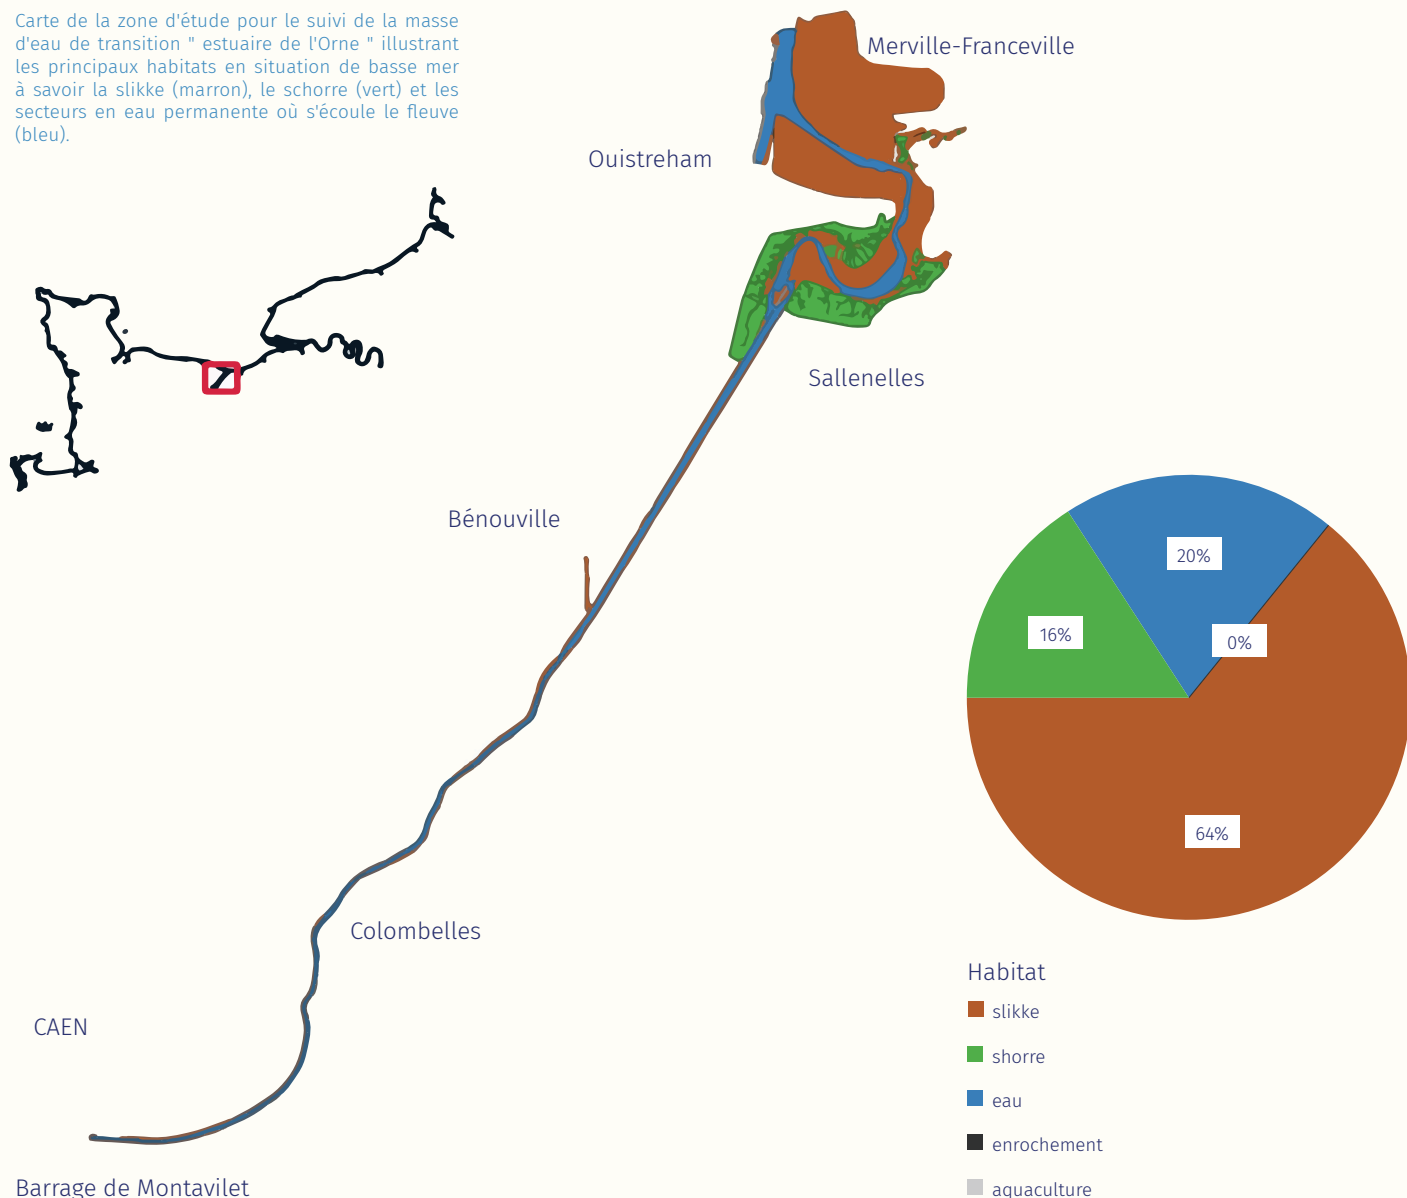 Carte de la zone d'étude pour le suivi de la masse
d'eau de transition " estuaire de l'Orne " illustrant
les principaux habitats en situation de basse mer
à savoir la slikke (marron), le schorre (vert) et les
secteurs en eau permanente où s'écoule le fleuve
(bleu).
Merville-Franceville
Ouistreham
Sallenelles
Bénouville
20%
16%
0%
64%
Colombelles
Habitat
slikke
CAEN
shorre
eau
enrochement
Barrage de Montavilet
aquaculture